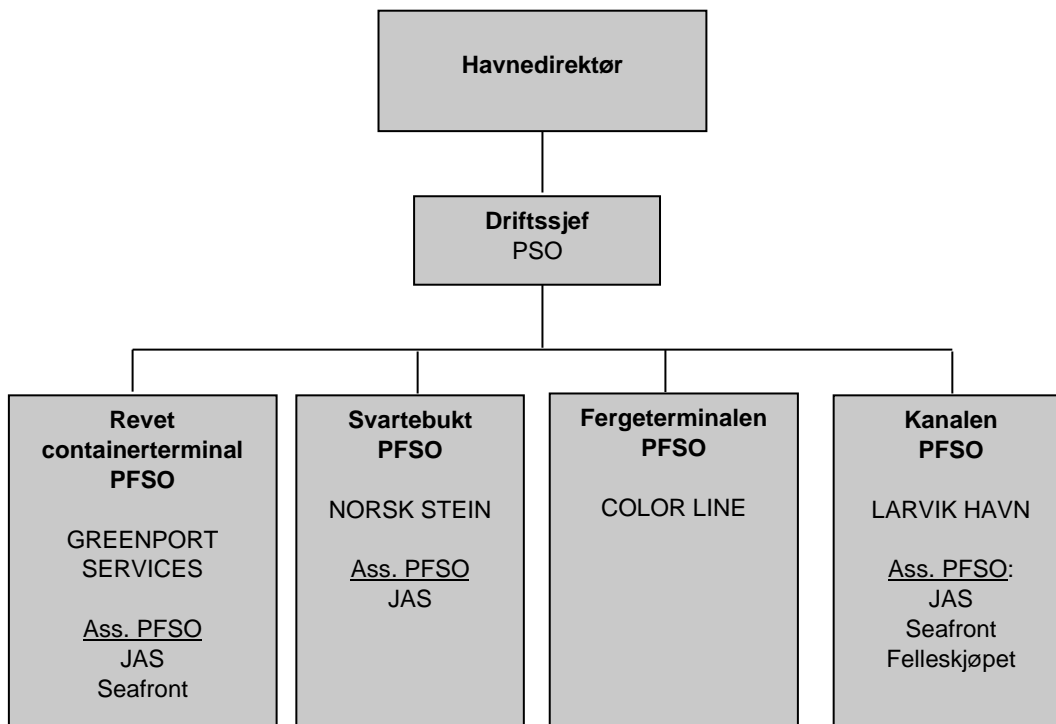 Havnedirektør
Driftssjef
PSO
Revet
containerterminal
PFSO
GREENPORT
SERVICES
Ass. PFSO
JAS
Seafront
Svartebukt
PFSO
NORSK STEIN
Ass. PFSO
JAS
Fergeterminalen
PFSO
COLOR LINE
Kanalen
PFSO
LARVIK HAVN
Ass. PFSO:
JAS
Seafront
Felleskjøpet